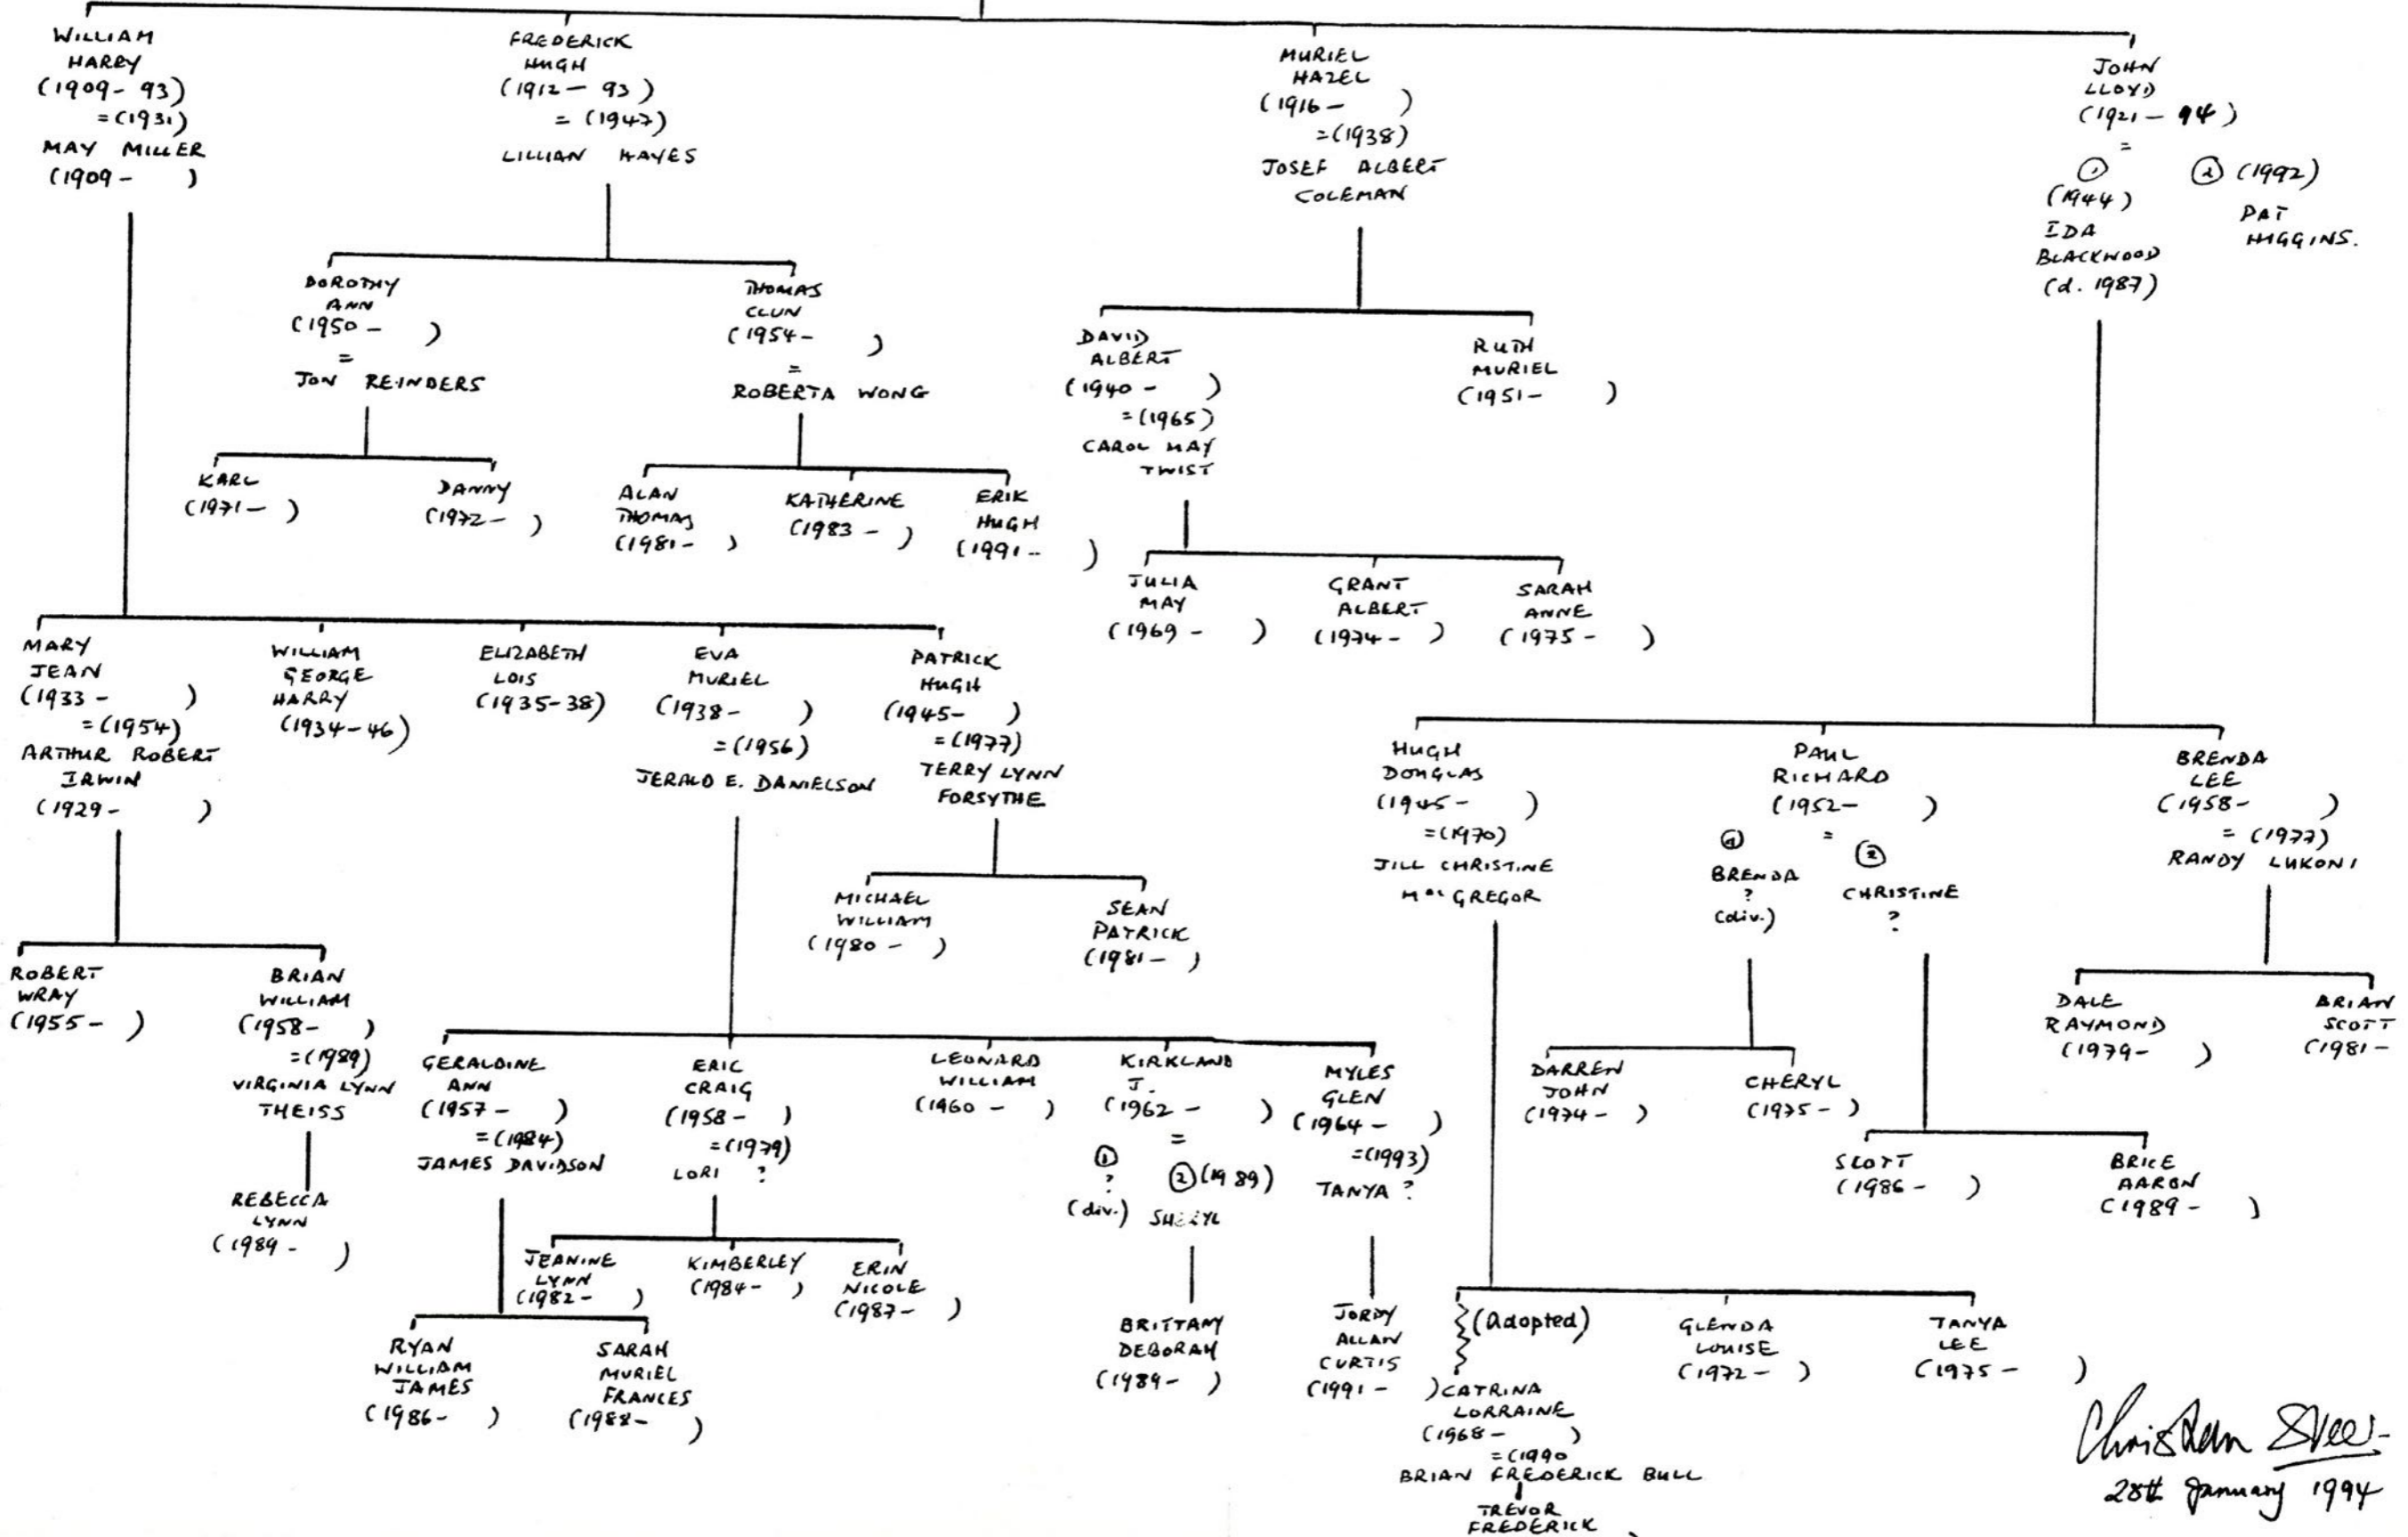 WILLIAM
HARRY
(1909- 93)
=(1931)
MAY MILLER
(1909- )
FREDERICK
HUGH
(1912- 93)
= (1947)
LILLIAN HAYES
MURIEL
HAZEL
(1916- )
=(1938)
JOSEF ALBERT
COLEMAN
JOHN
LLOYD
(1921- 94)
=
① ② (1992)
(1944) PAT
IDA HIGGINS.
BLACKWOOD
(d. 1987)
DOROTHY
ANN
(1950- )
=
JON REINDERS
THOMAS
CLUN
(1954- )
=
ROBERTA WONG
DAVID
ALBERT
(1940- )
=(1965)
CAROL MAY
TWIST
RUTH
MURIEL
(1951- )
KARL
(1971- )
DANNY
(1972- )
ALAN
THOMAS
(1981- )
KATHERINE
(1983- )
ERIK
HUGH
(1991- )
JULIA
MAY
(1969- )
GRANT
ALBERT
(1974- )
SARAH
ANNE
(1975- )
MARY
JEAN
(1933- )
=(1954)
ARTHUR ROBERT
IRWIN
(1929- )
WILLIAM
GEORGE
HARRY
(1934-46)
ELIZABETH
LOIS
(1935-38)
EVA
MURIEL
(1938- )
=(1956)
JERALD E. DANIELSON
PATRICK
HUGH
(1945- )
=(1977)
TERRY LYNN
FORSYTHE
HUGH
DOUGLAS
(1945- )
=(1970)
JILL CHRISTINE
MacGREGOR
PAUL
RICHARD
(1952- )
=
① ②
BRENDA CHRISTINE
? ?
(div.)
BRENDA
LEE
(1958- )
= (1977)
RANDY LUKONI
MICHAEL
WILLIAM
(1980- )
SEAN
PATRICK
(1981- )
ROBERT
WRAY
(1955- )
BRIAN
WILLIAM
(1958- )
=(1989)
VIRGINIA LYNN
THEISS
GERALDINE
ANN
(1957- )
=(1984)
JAMES DAVIDSON
ERIC
CRAIG
(1958- )
=(1979)
LORI ?
LEONARD
WILLIAM
(1960- )
KIRKLAND
J.
(1962- )
=
① ②(1989)
?
(div.) SHERYL
MYLES
GLEN
(1964- )
=(1993)
TANYA ?
DARREN
JOHN
(1974- )
CHERYL
(1975- )
DALE
RAYMOND
(1979- )
BRIAN
SCOTT
(1981-
SCOTT
(1986- )
BRICE
AARON
(1989- )
REBECCA
LYNN
(1989- )
JEANINE
LYNN
(1982- )
KIMBERLEY
(1984- )
ERIN
NICOLE
(1987- )
RYAN
WILLIAM
JAMES
(1986- )
SARAH
MURIEL
FRANCES
(1988- )
BRITTANY
DEBORAH
(1989- )
JORDY
ALLAN
CURTIS
(1991- )
(Adopted)
CATRINA
LORRAINE
(1968- )
=(1990
BRIAN FREDERICK BULL
TREVOR
FREDERICK
GLENDA
LOUISE
(1972- )
TANYA
LEE
(1975- )
28th January 1994